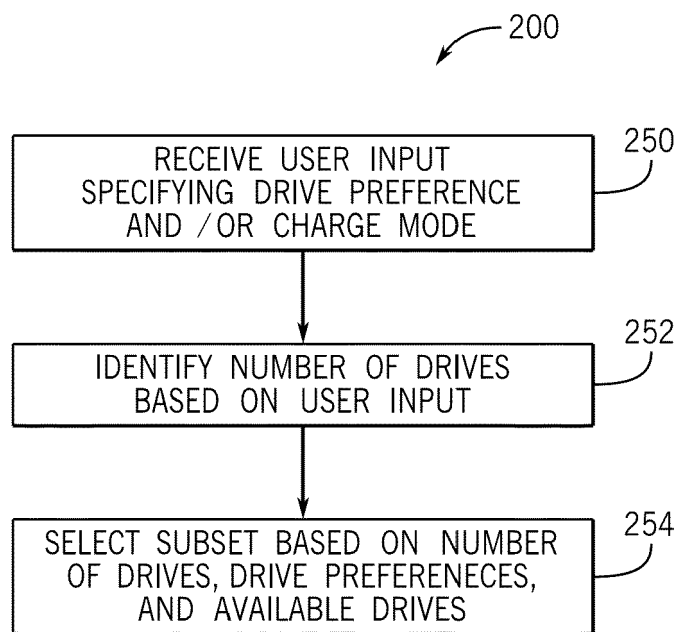 200
RECEIVE USER INPUT
SPECIFYING DRIVE PREFERENCE
AND /OR CHARGE MODE
250
IDENTIFY NUMBER OF DRIVES
BASED ON USER INPUT
252
SELECT SUBSET BASED ON NUMBER
OF DRIVES, DRIVE PREFERENECES,
AND AVAILABLE DRIVES
254